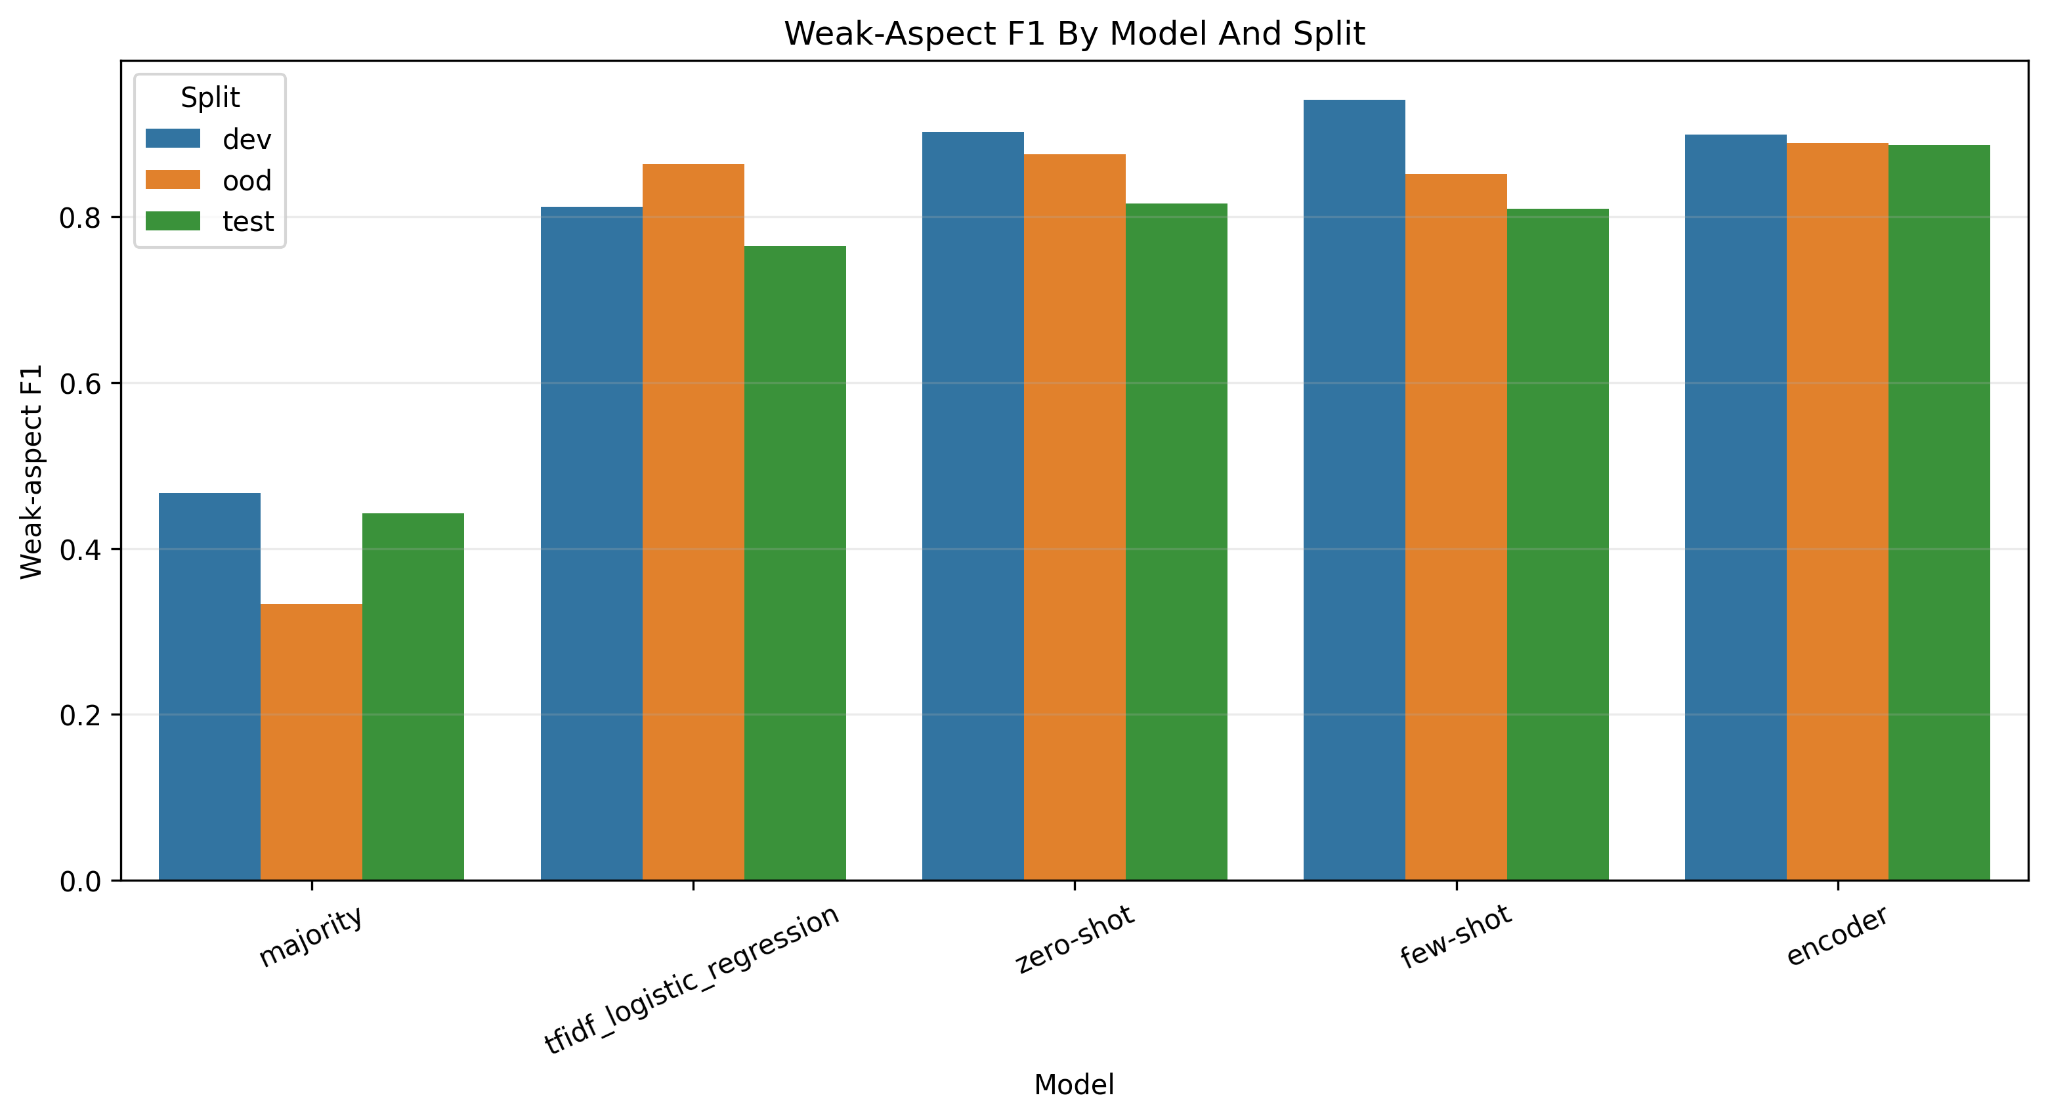 Weak-Aspect F1 By Model And Split
Split
dev
ood
test
Weak-aspect F1
0.8
0.6
0.4
0.2
0.0
majority
tfidf_logistic_regression
zero-shot
few-shot
encoder
Model